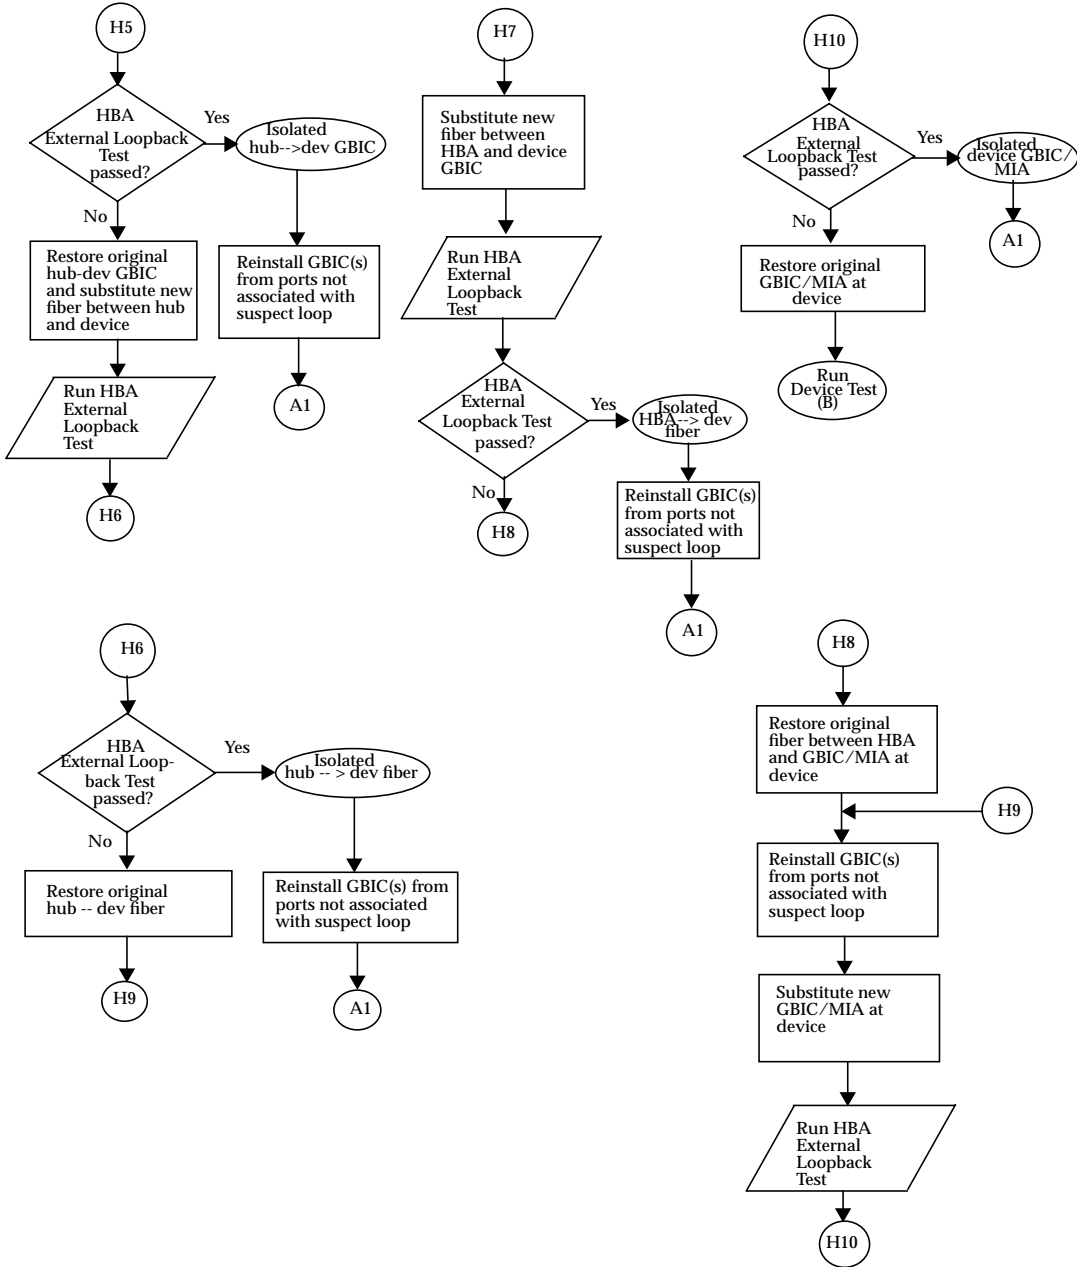 H5
HBA
External Loopback
Test
passed?
Yes
Isolated
hub-->dev GBIC
No
Restore original
hub-dev GBIC
and substitute new
fiber between hub
and device
Reinstall GBIC(s)
from ports not
associated with
suspect loop
A1
Run HBA
External
Loopback
Test
H6
H7
Substitute new
fiber between
HBA and device
GBIC
Run HBA
External
Loopback
Test
HBA
External
Loopback Test
passed?
Yes
Isolated
HBA--> dev
fiber
No
H8
Reinstall GBIC(s)
from ports not
associated with
suspect loop
A1
H10
HBA
External
Loopback Test
passed?
Yes
Isolated
device GBIC/
MIA
A1
No
Restore original
GBIC/MIA at
device
Run
Device Test
(B)
H6
HBA
External Loop-
back Test
passed?
Yes
Isolated
hub -- > dev fiber
No
Restore original
hub -- dev fiber
H9
Reinstall GBIC(s) from
ports not associated
with suspect loop
A1
H8
Restore original
fiber between HBA
and GBIC/MIA at
device
H9
Reinstall GBIC(s)
from ports not
associated with
suspect loop
Substitute new
GBIC/MIA at
device
Run HBA
External
Loopback
Test
H10